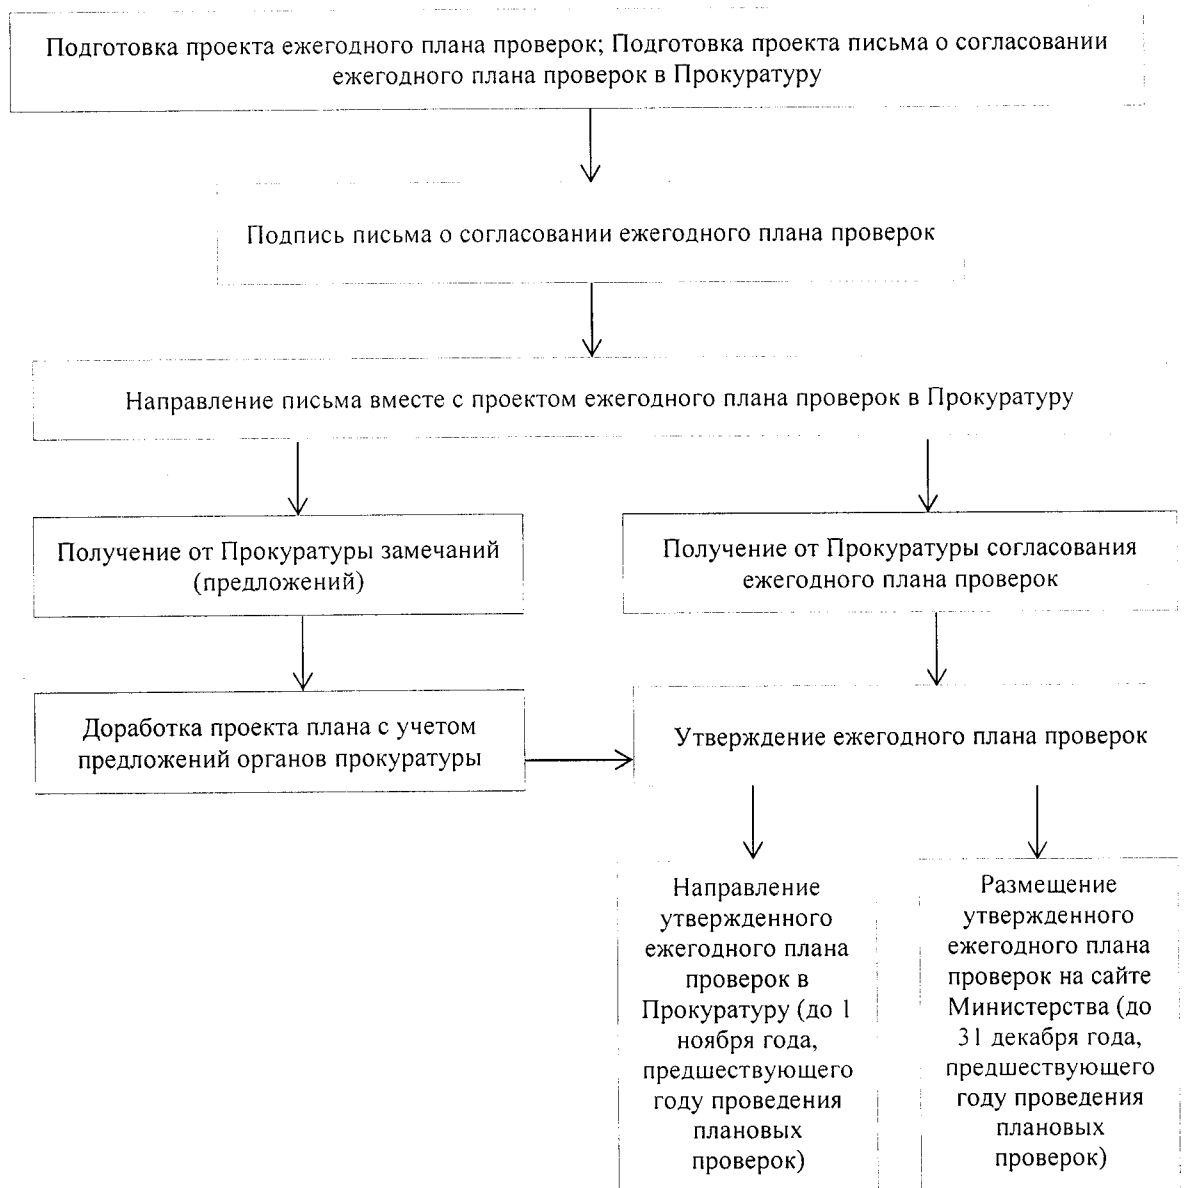 Подготовка проекта ежегодного плана проверок; Подготовка проекта письма о согласовании
ежегодного плана проверок в Прокуратуру
Подпись письма о согласовании ежегодного плана проверок
Направление письма вместе с проектом ежегодного плана проверок в Прокуратуру
Получение от Прокуратуры замечаний
(предложений)
Получение от Прокуратуры согласования
ежегодного плана проверок
Доработка проекта плана с учетом
предложений органов прокуратуры
Утверждение ежегодного плана проверок
Направление
утвержденного
ежегодного плана
проверок в
Прокуратуру (до 1
ноября года,
предшествующего
году проведения
плановых
проверок)
Размещение
утвержденного
ежегодного плана
проверок на сайте
Министерства (до
31 декабря года,
предшествующего
году проведения
плановых
проверок)